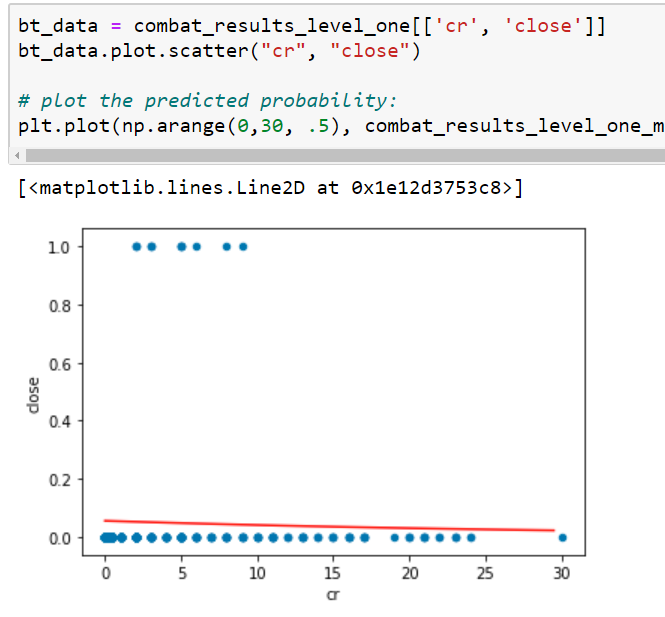 bt_data = combat_results_level_one[['cr', 'close']]
bt_data.plot.scatter("cr", "close")
# plot the predicted probability:
plt.plot(np.arange(0,30, .5), combat_results_level_one_m
[<matplotlib.lines.Line2D at 0x1e12d3753c8>]
1.0
0.8
0.6
0.4
0.2
0.0
close
0 5 10 15 20 25 30
cr